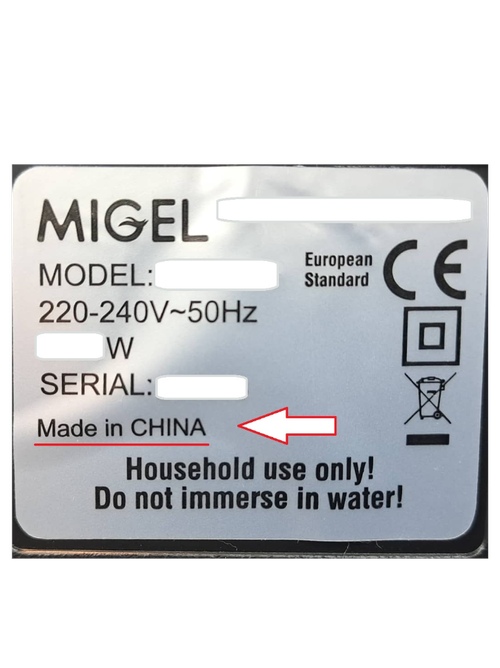 MIGEL
MODEL:
European
Standard
CE
220-240V~50Hz
W
SERIAL:
Made in CHINA
Household use only!
Do not immerse in water!